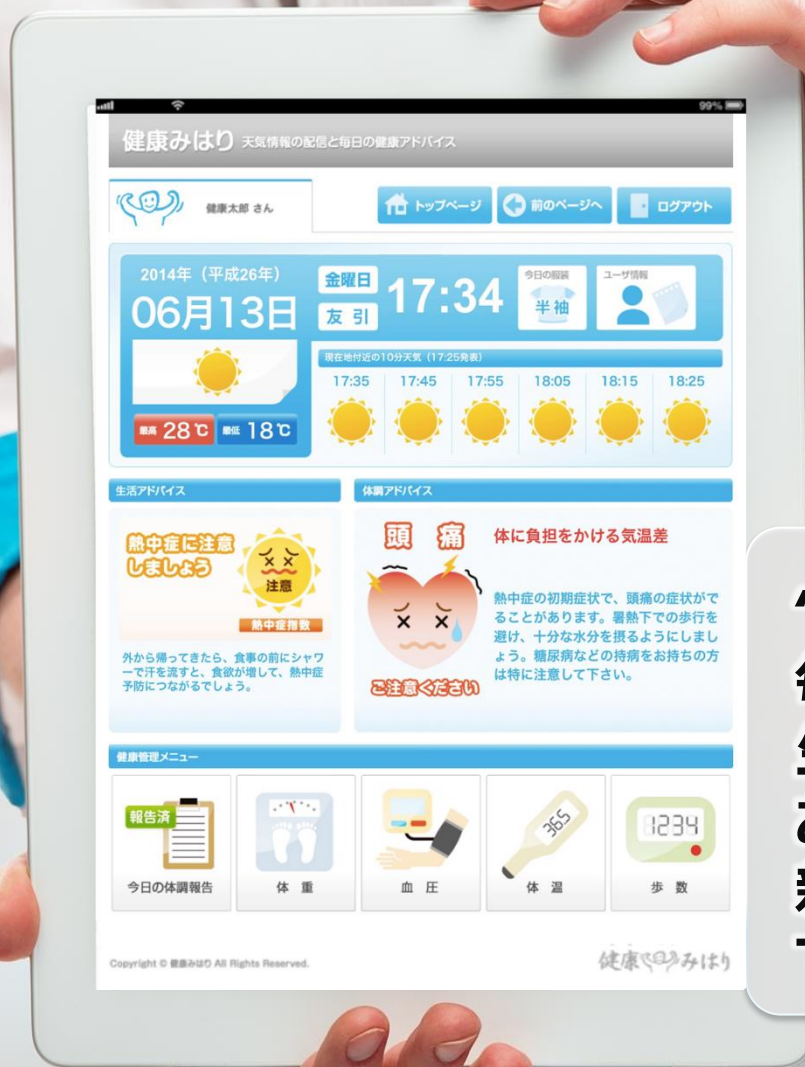 99%
健康みはり 天気情報の配信と毎日の健康アドバイス
健康太郎 さん
トップページ
前のページへ
ログアウト
2014年（平成26年）
06月13日
金曜日
友 引
17:34
今日の服装
半袖
ユーザ情報
現在地付近の10分天気（17:25発表）
17:35 17:45 17:55 18:05 18:15 18:25
最高 28℃ 最低 18℃
生活アドバイス
熱中症に注意
しましょう
注意
熱中症指数
外から帰ってきたら、食事の前にシャワ
ーで汗を流すと、食欲が増して、熱中症
予防につながるでしょう。
体調アドバイス
頭 痛
ご注意ください
体に負担をかける気温差
熱中症の初期症状で、頭痛の症状がで
ることがあります。暑熱下での歩行を
避け、十分な水分を摂るようにしまし
ょう。糖尿病などの持病をお持ちの方
は特に注意して下さい。
健康管理メニュー
報告済
今日の体調報告
体 重
血 圧
365
体 温
1234
歩 数
Copyright © 健康みはり All Rights Reserved.
健康みはり